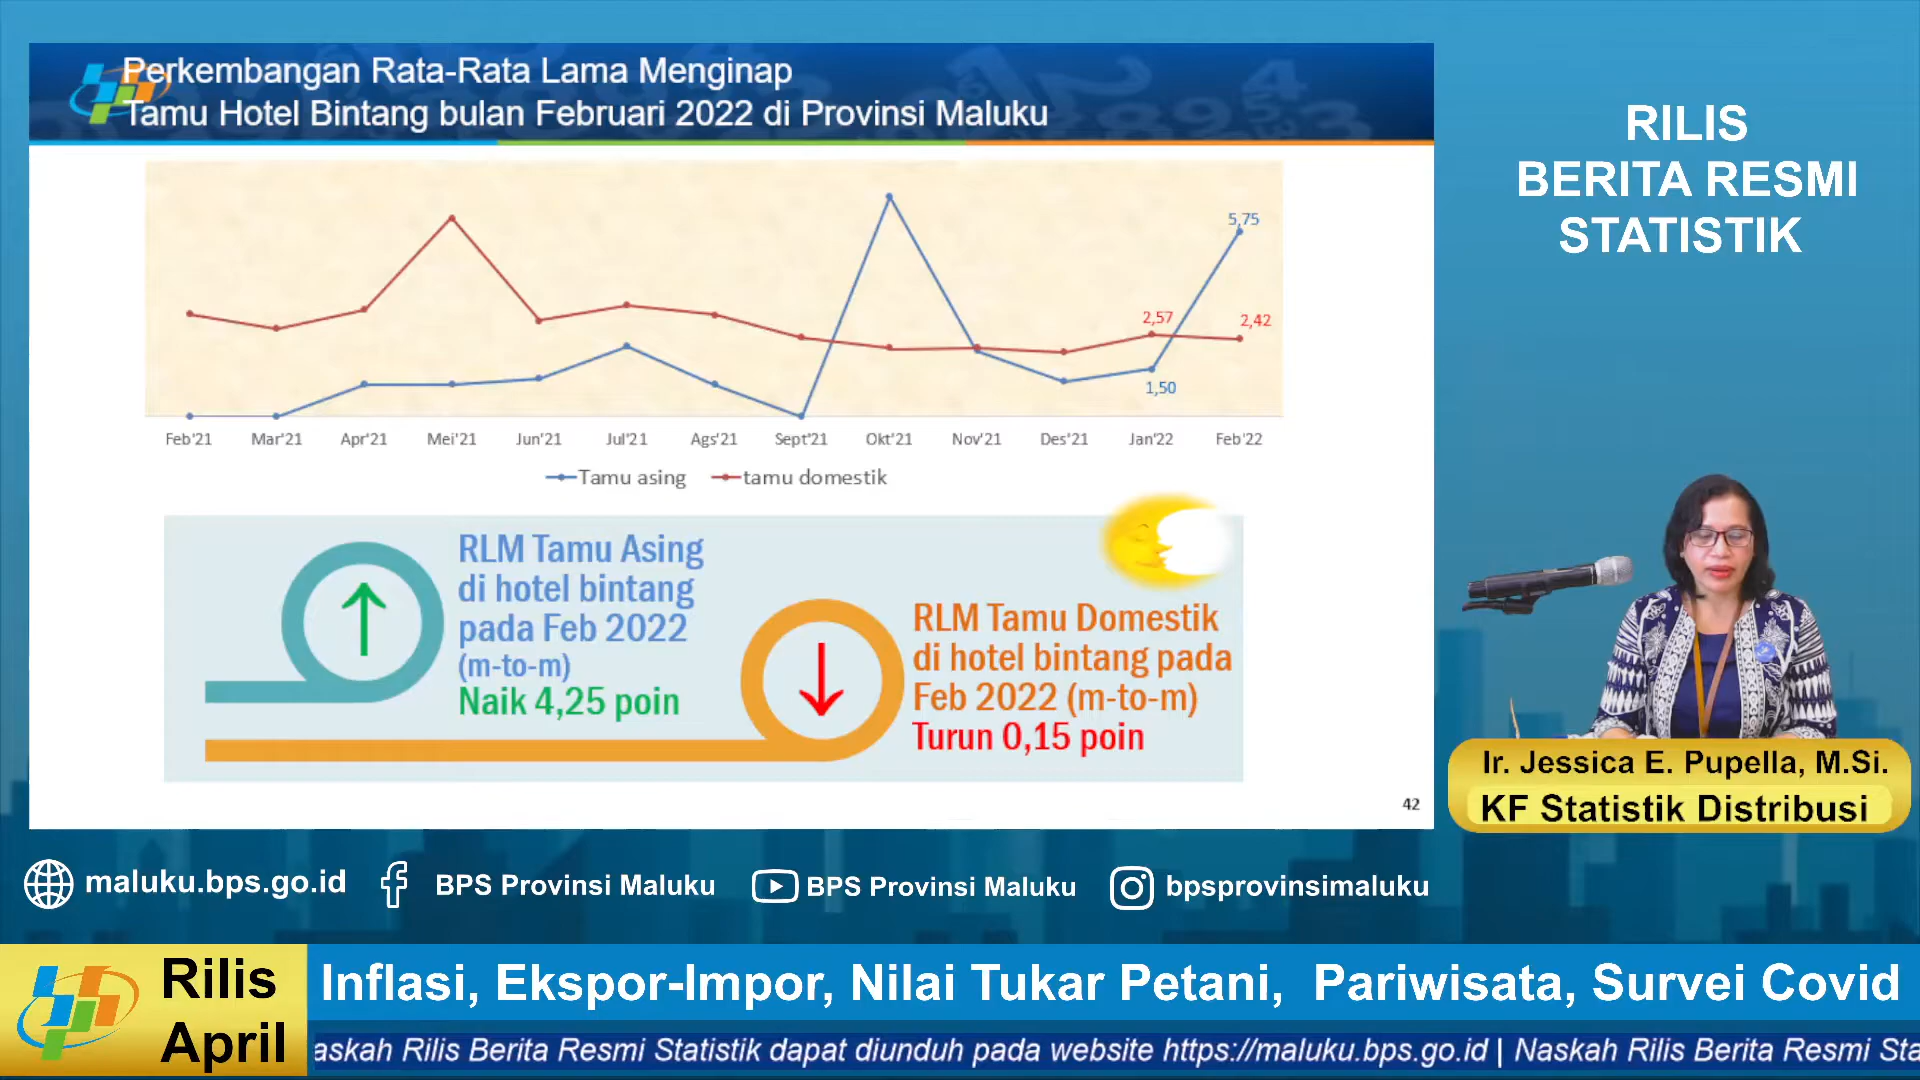 Perkembangan Rata-Rata Lama Menginap
Tamu Hotel Bintang bulan Februari 2022 di Provinsi Maluku
5,75
2,57
2,42
1,50
Feb'21 Mar'21 Apr'21 Mei'21 Jun'21 Jul'21 Ags'21 Sept'21 Okt'21 Nov'21 Des'21 Jan'22 Feb'22
Tamu asing tamu domestik
RLM Tamu Asing
di hotel bintang
pada Feb 2022
(m-to-m)
Naik 4,25 poin
RLM Tamu Domestik
di hotel bintang pada
Feb 2022 (m-to-m)
Turun 0,15 poin
42
RILIS
BERITA RESMI
STATISTIK
Ir. Jessica E. Pupella, M.Si.
KF Statistik Distribusi
maluku.bps.go.id BPS Provinsi Maluku BPS Provinsi Maluku bpsprovinsimaluku
Rilis
April
Inflasi, Ekspor-Impor, Nilai Tukar Petani, Pariwisata, Survei Covid
askah Rilis Berita Resmi Statistik dapat diunduh pada website https://maluku.bps.go.id | Naskah Rilis Berita Resmi Sta